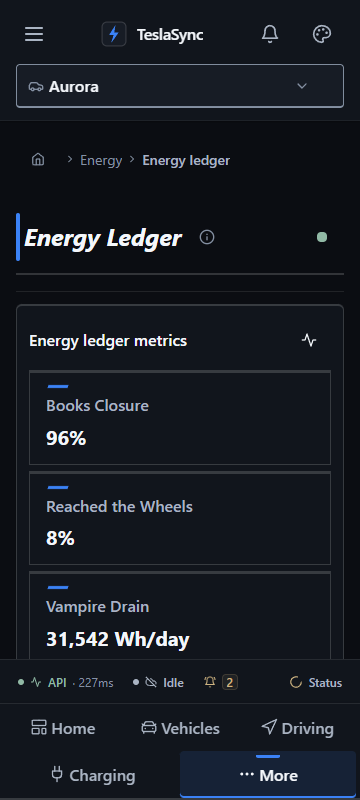 TeslaSync
Aurora
Energy
Energy ledger
Energy Ledger
Energy ledger metrics
Books Closure
96%
Reached the Wheels
8%
Vampire Drain
31,542 Wh/day
API · 227ms
Idle
2
Status
Home
Vehicles
Driving
Charging
More